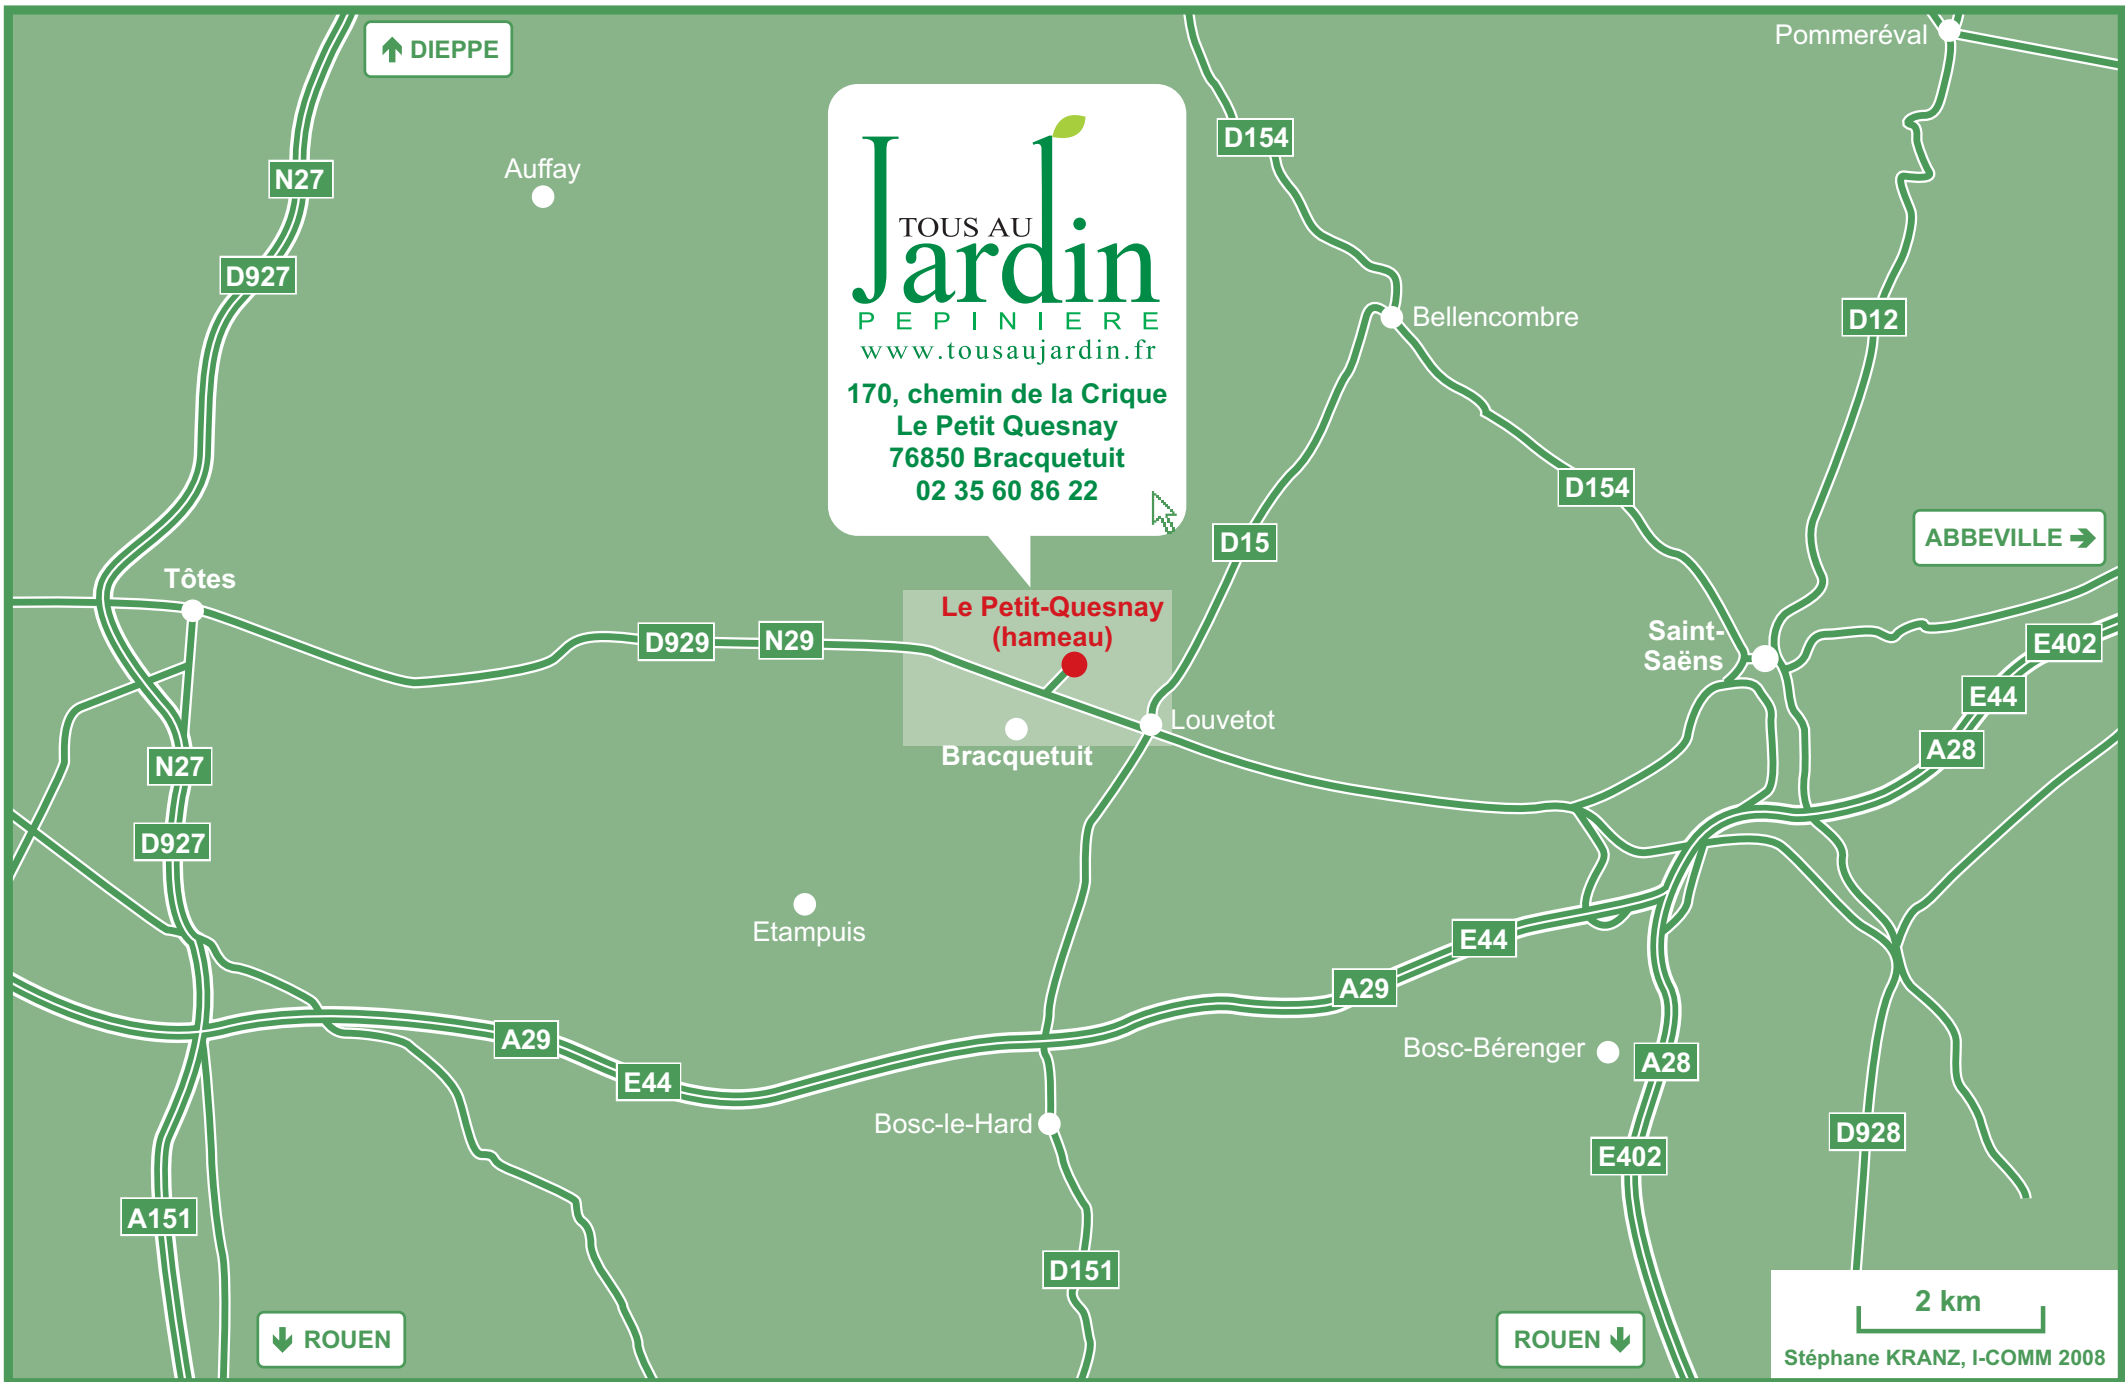 DIEPPE
Pommeréval
D154
N27
Auffay
TOUS AU
Jardin
PEPINIERE
www.tousaujardin.fr
170, chemin de la Crique
Le Petit Quesnay
76850 Bracquetuit
02 35 60 86 22
D927
Bellencombre
D12
D154
D15
ABBEVILLE
Tôtes
Le Petit-Quesnay
(hameau)
D929
N29
Saint-
Saëns
E402
E44
Louvetot
A28
Bracquetuit
N27
D927
Etampuis
E44
A29
A29
E44
Bosc-Bérenger
A28
Bosc-le-Hard
D928
E402
A151
D151
ROUEN
ROUEN
2 km
Stéphane KRANZ, I-COMM 2008